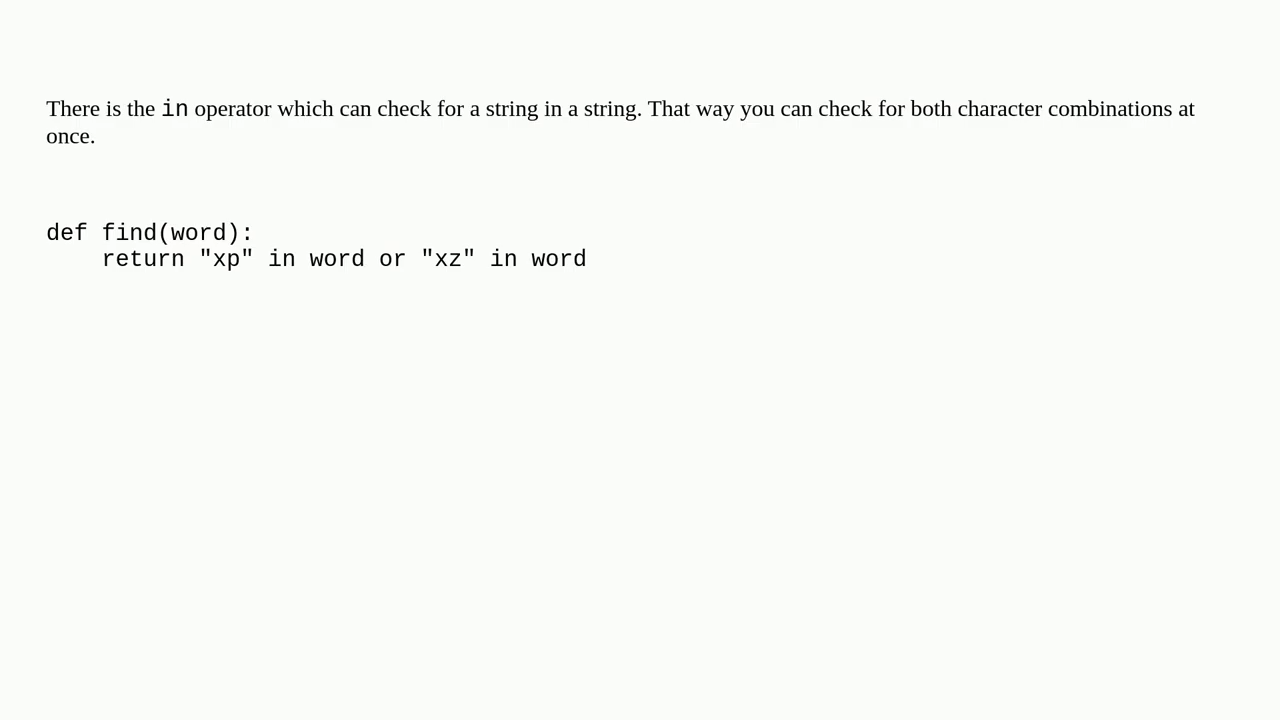 There is the in operator which can check for a string in a string. That way you can check for both character combinations at
once.
def find(word):
    return "xp" in word or "xz" in word